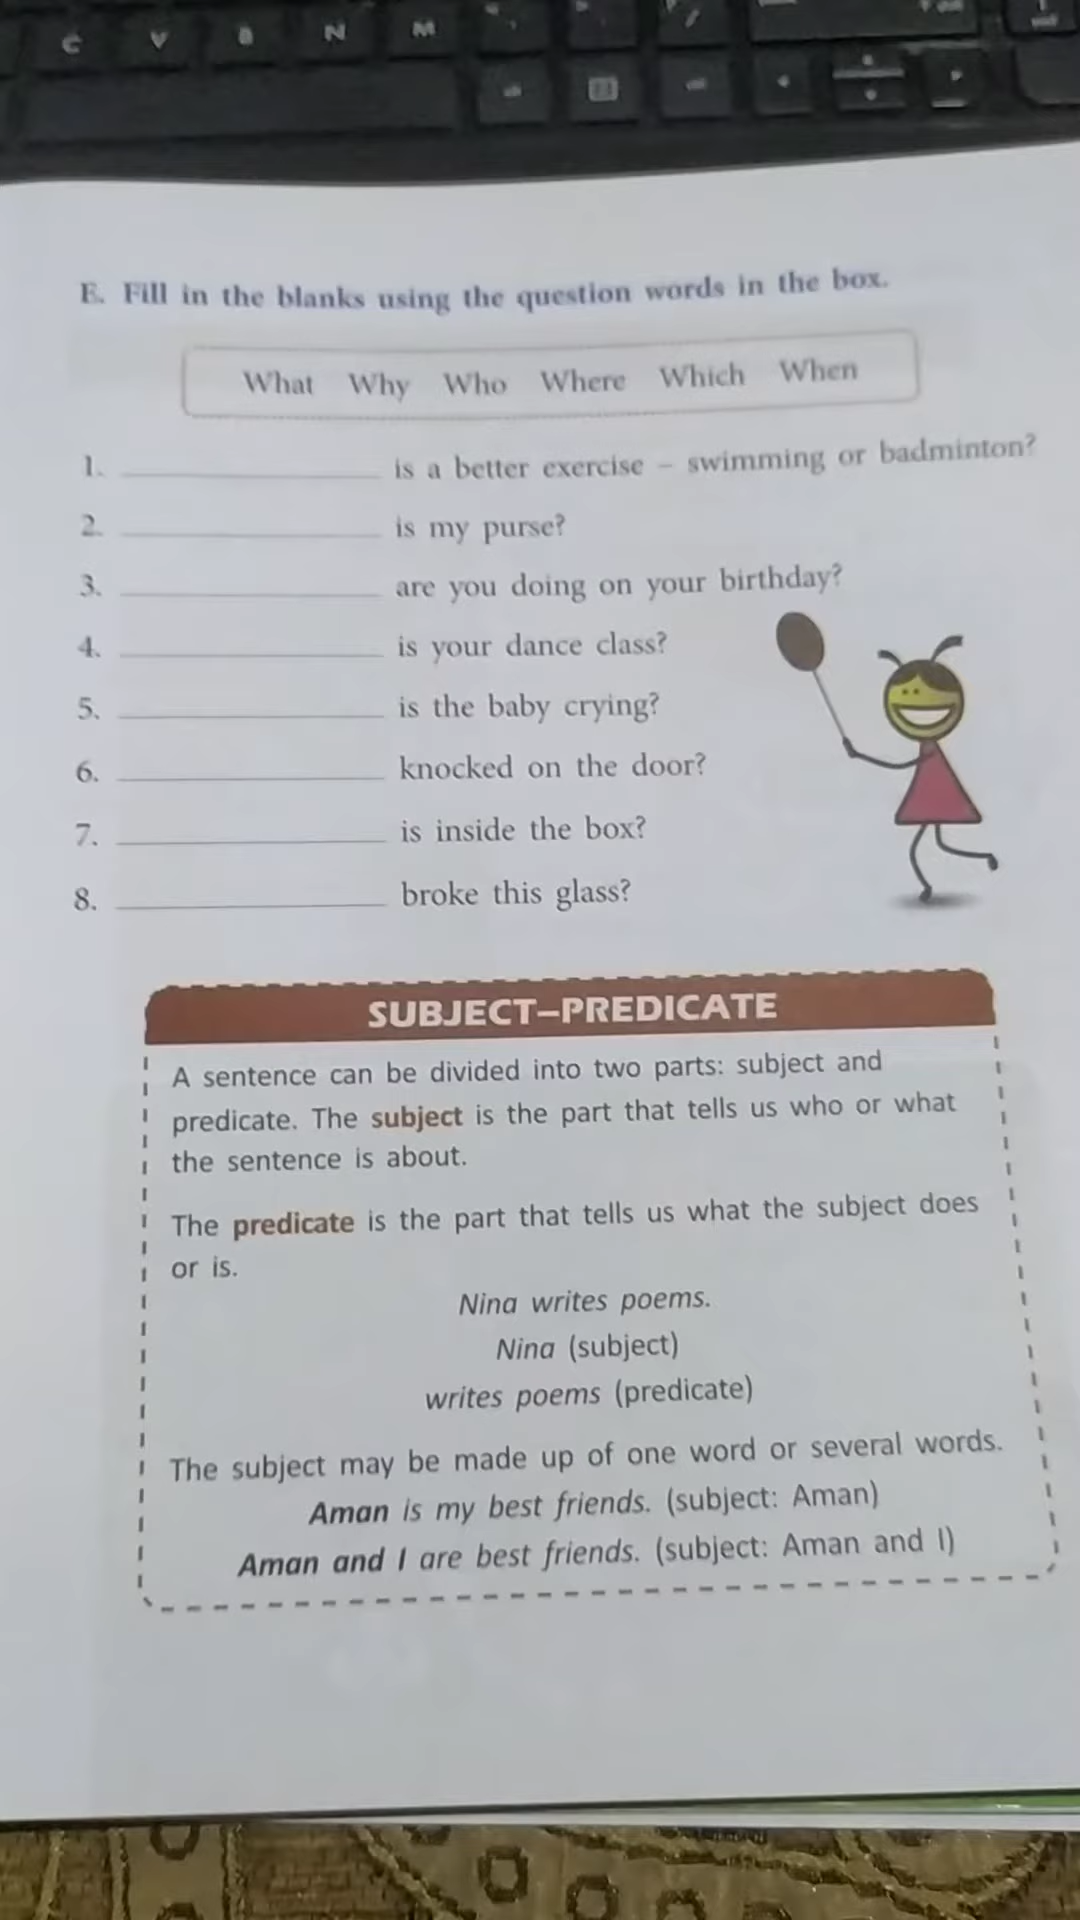 C V B N M
E. Fill in the blanks using the question words in the box.
What Why Who Where Which When
1. ____________ is a better exercise – swimming or badminton?
2. ____________ is my purse?
3. ____________ are you doing on your birthday?
4. ____________ is your dance class?
5. ____________ is the baby crying?
6. ____________ knocked on the door?
7. ____________ is inside the box?
8. ____________ broke this glass?
SUBJECT–PREDICATE
A sentence can be divided into two parts: subject and
predicate. The subject is the part that tells us who or what
the sentence is about.
The predicate is the part that tells us what the subject does
or is.
Nina writes poems.
Nina (subject)
writes poems (predicate)
The subject may be made up of one word or several words.
Aman is my best friends. (subject: Aman)
Aman and I are best friends. (subject: Aman and I)